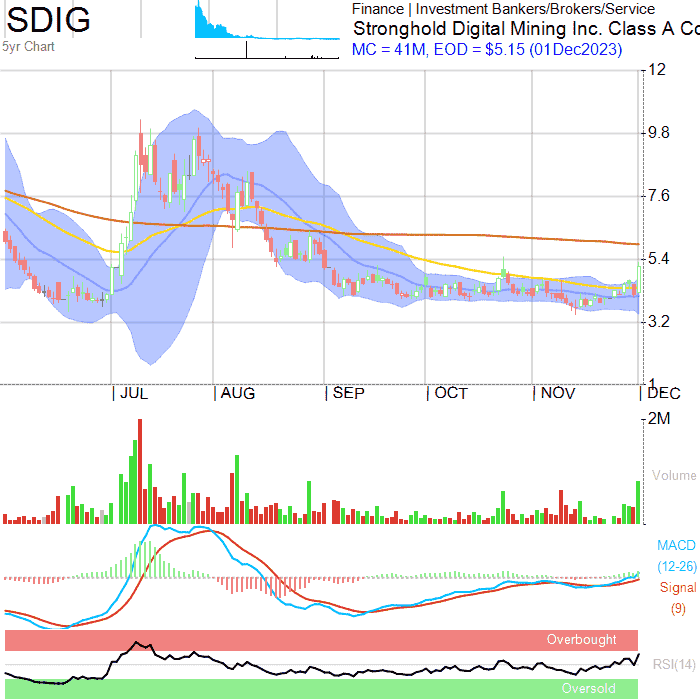 SDIG
5yr Chart
Finance | Investment Bankers/Brokers/Service
Stronghold Digital Mining Inc. Class A Co
MC = 41M, EOD = $5.15 (01Dec2023)
12
9.8
7.6
5.4
3.2
1
JUL AUG SEP OCT NOV DEC
2M
Volume
MACD
(12-26)
Signal
(9)
Overbought
RSI(14)
Oversold